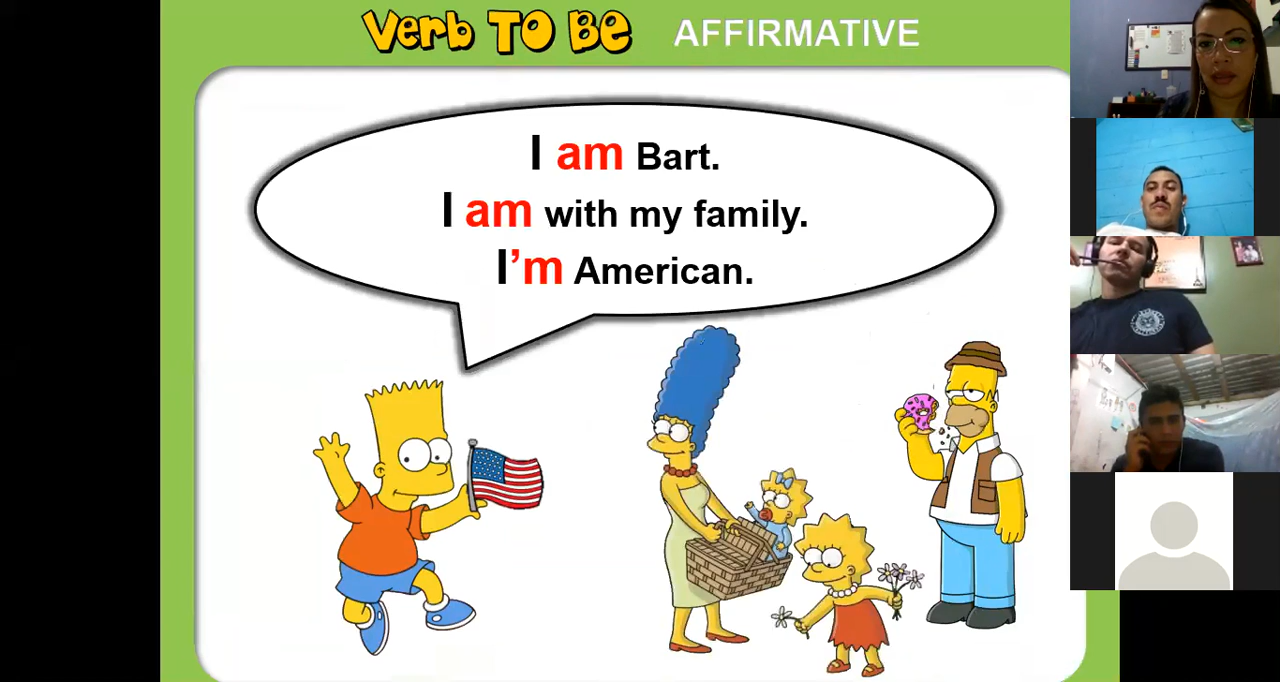 Verb TO BE AFFIRMATIVE
I am Bart.
I am with my family.
I'm American.